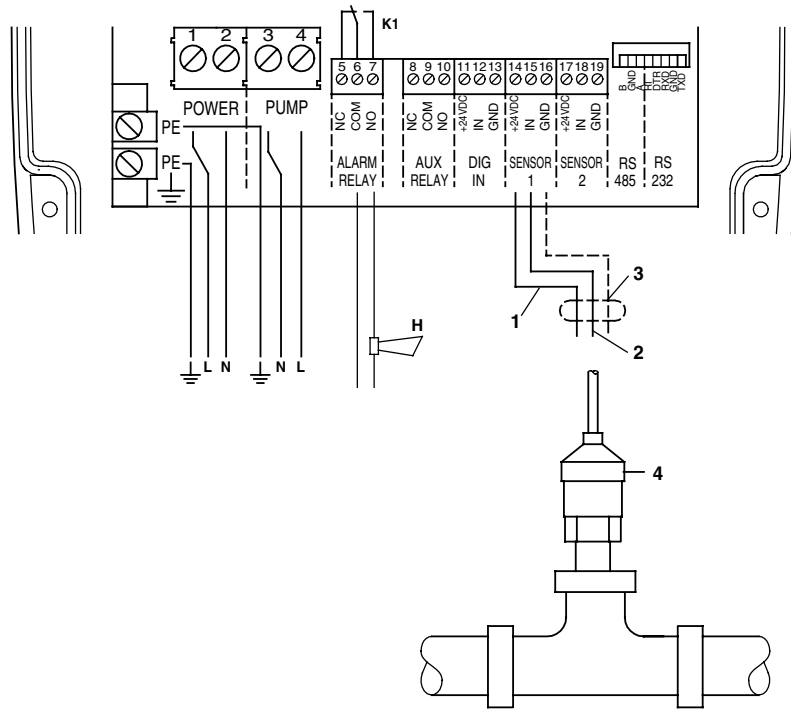 K1
1 2 3 4
5 6 7 8 9 10 11 12 13 14 15 16 17 18 19
POWER PUMP
NC COM NO NC COM NO +24VDC IN GND +24VDC IN GND +24VDC IN GND
B GND A DTR RXD GND TXD
PE
PE
ALARM RELAY
AUX RELAY
DIG IN
SENSOR 1
SENSOR 2
RS 485
RS 232
L N N L
H
1
2
3
4